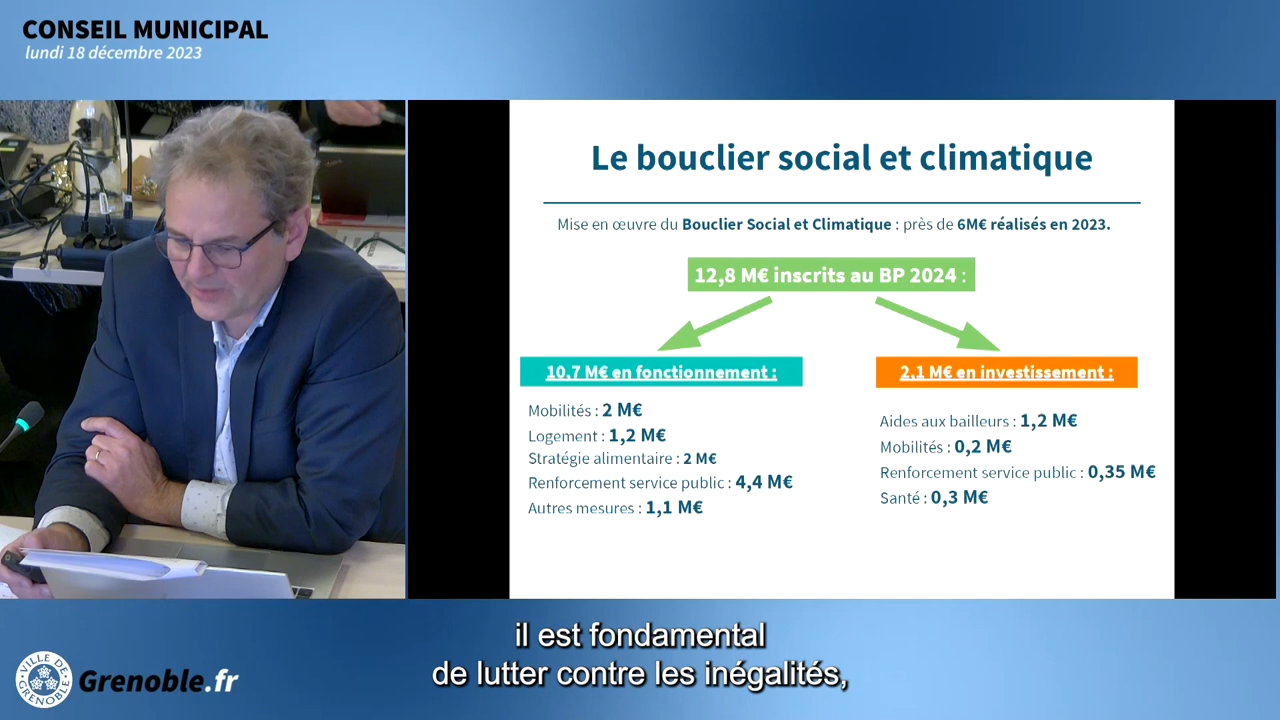 CONSEIL MUNICIPAL
lundi 18 décembre 2023
Le bouclier social et climatique
Mise en œuvre du Bouclier Social et Climatique : près de 6M€ réalisés en 2023.
12,8 M€ inscrits au BP 2024 :
10,7 M€ en fonctionnement :
Mobilités : 2 M€
Logement : 1,2 M€
Stratégie alimentaire : 2 M€
Renforcement service public : 4,4 M€
Autres mesures : 1,1 M€
2,1 M€ en investissement :
Aides aux bailleurs : 1,2 M€
Mobilités : 0,2 M€
Renforcement service public : 0,35 M€
Santé : 0,3 M€
il est fondamental
de lutter contre les inégalités,
VILLE DE GRENOBLE
Grenoble.fr